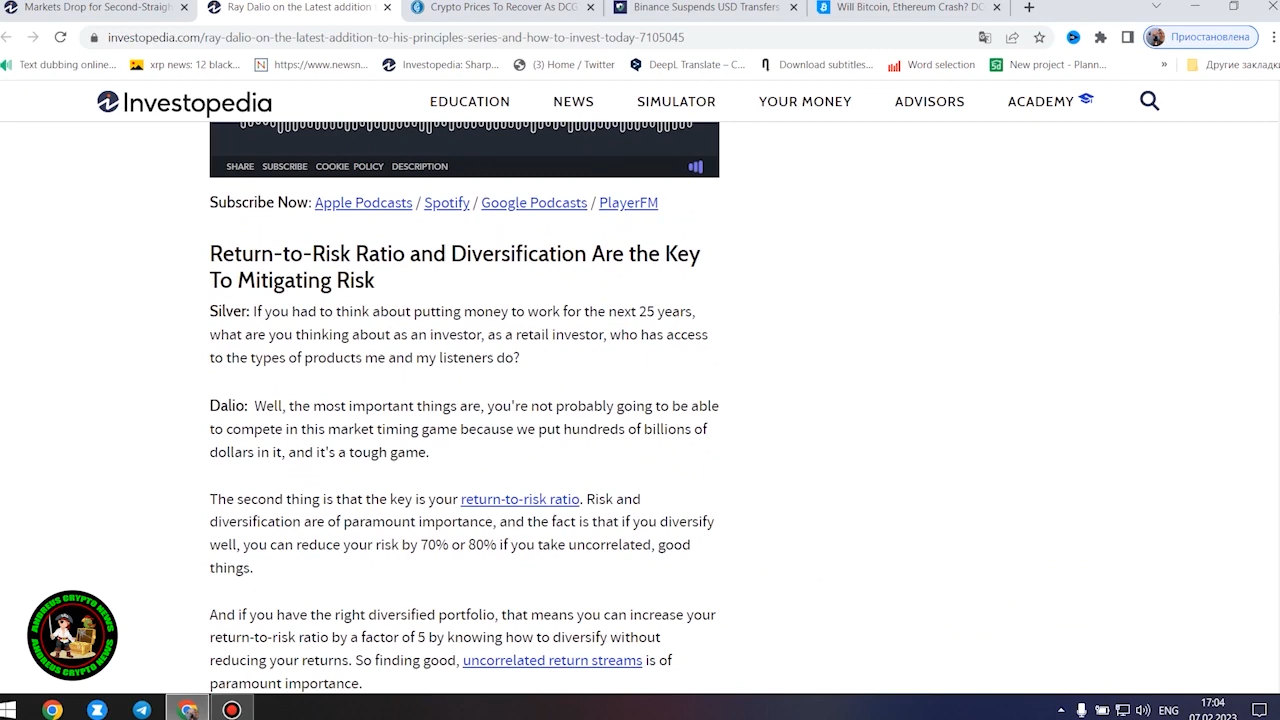 Markets Drop for Second-Straigh
Ray Dalio on the Latest addition
Crypto Prices To Recover As DCG
Binance Suspends USD Transfers
Will Bitcoin, Ethereum Crash? DC
investopedia.com/ray-dalio-on-the-latest-addition-to-his-principles-series-and-how-to-invest-today-7105045
Приостановлена
Text dubbing online...
xrp news: 12 black...
https://www.newsn...
Investopedia: Sharp...
(3) Home / Twitter
DeepL Translate – C...
Download subtitles...
Word selection
New project - Plann...
»
Другие закладки
Investopedia
EDUCATION
NEWS
SIMULATOR
YOUR MONEY
ADVISORS
ACADEMY
SHARE SUBSCRIBE COOKIE POLICY DESCRIPTION
Subscribe Now: Apple Podcasts / Spotify / Google Podcasts / PlayerFM
Return-to-Risk Ratio and Diversification Are the Key
To Mitigating Risk
Silver: If you had to think about putting money to work for the next 25 years,
what are you thinking about as an investor, as a retail investor, who has access
to the types of products me and my listeners do?
Dalio: Well, the most important things are, you're not probably going to be able
to compete in this market timing game because we put hundreds of billions of
dollars in it, and it's a tough game.
The second thing is that the key is your return-to-risk ratio. Risk and
diversification are of paramount importance, and the fact is that if you diversify
well, you can reduce your risk by 70% or 80% if you take uncorrelated, good
things.
And if you have the right diversified portfolio, that means you can increase your
return-to-risk ratio by a factor of 5 by knowing how to diversify without
reducing your returns. So finding good, uncorrelated return streams is of
paramount importance.
ANDREUS CRYPTO NEWS
ANDREUS CRYPTO NEWS
ENG
17:04
07.02.2023